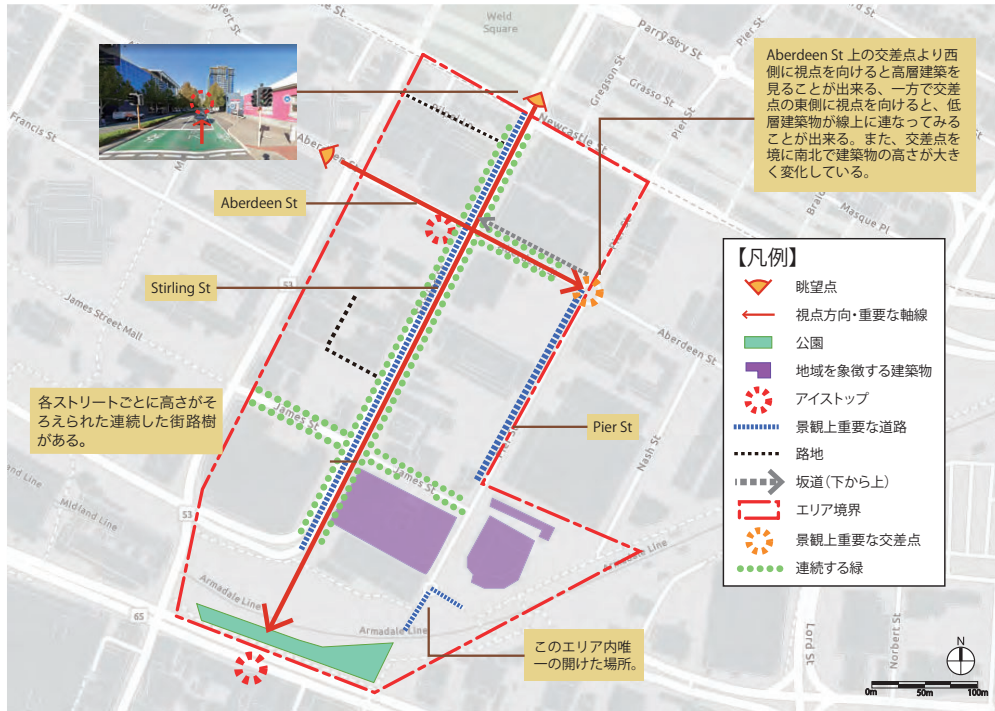 Weld
Square
Parry St
Pier St
Gregson St
Grasso St
Pier St
Newcastle St
Francis St
Aberdeen St
Masque Pl
Aberdeen St 上の交差点より西
側に視点を向けると高層建築を
見ることが出来る、一方で交差
点の東側に視点を向けると、低
層建築物が線上に連なってみる
ことが出来る。また、交差点を
境に南北で建築物の高さが大き
く変化している。
Aberdeen St
Pier St
Stirling St
53
James Street Mall
Aberdeen St
【凡例】
眺望点
視点方向・重要な軸線
公園
地域を象徴する建築物
アイストップ
景観上重要な道路
路地
坂道（下から上）
エリア境界
景観上重要な交差点
連続する緑
各ストリートごとに高さがそ
ろえられた連続した街路樹
がある。
James St
Pier St
Pier St
Nash St
James St
Midland Line
53
Armadale Line
Armadale Line
Armadale Line
65
このエリア内唯
一の開けた場所。
Lord St
Norbert St
N
0m 50m 100m